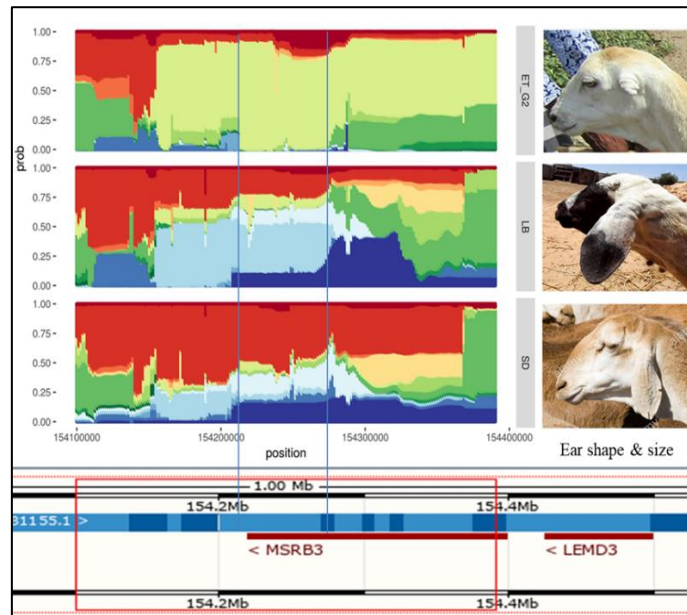 1.00
0.75
0.50
0.25
0.00
ET_G2
1.00
0.75
0.50
0.25
0.00
prob
LB
1.00
0.75
0.50
0.25
0.00
SD
154100000
154200000
154300000
154400000
position
Ear shape & size
1.00 Mb
154.2Mb
154.4Mb
31155.1 >
< MSRB3
< LEMD3
154.2Mb
154.4Mb